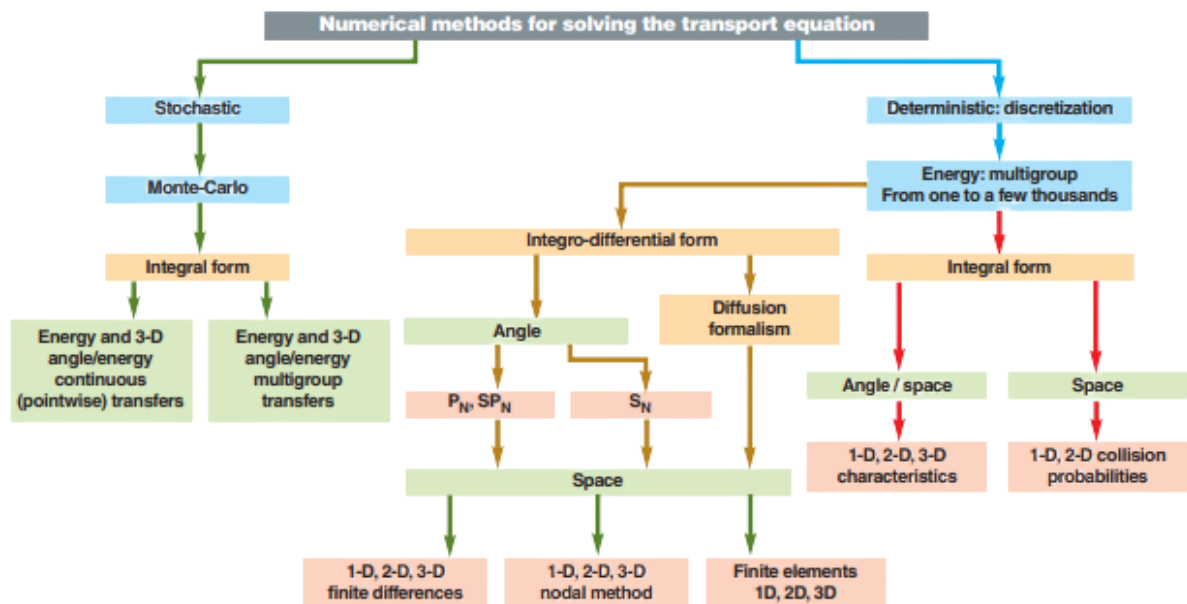 Numerical methods for solving the transport equation
Stochastic
Deterministic: discretization
Monte-Carlo
Energy: multigroup
From one to a few thousands
Integro-differential form
Integral form
Integral form
Diffusion
formalism
Angle
Energy and 3-D
angle/energy
continuous
(pointwise) transfers
Energy and 3-D
angle/energy
multigroup
transfers
Angle / space
Space
P_N, SP_N
S_N
1-D, 2-D, 3-D
characteristics
1-D, 2-D collision
probabilities
Space
1-D, 2-D, 3-D
finite differences
1-D, 2-D, 3-D
nodal method
Finite elements
1D, 2D, 3D